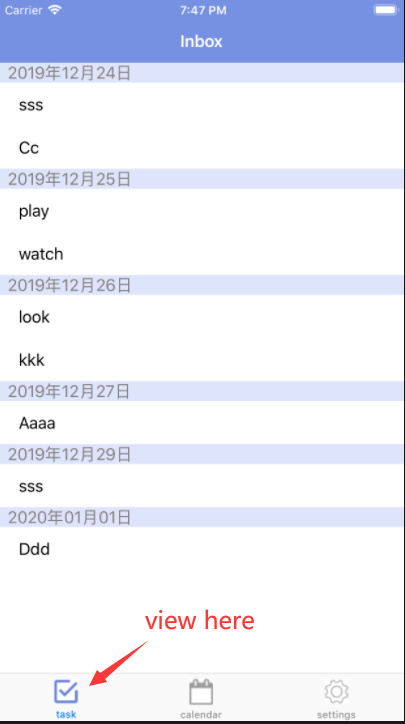 Carrier 7:47 PM
Inbox
2019年12月24日
sss
Cc
2019年12月25日
play
watch
2019年12月26日
look
kkk
2019年12月27日
Aaaa
2019年12月29日
sss
2020年01月01日
Ddd
view here
task calendar settings